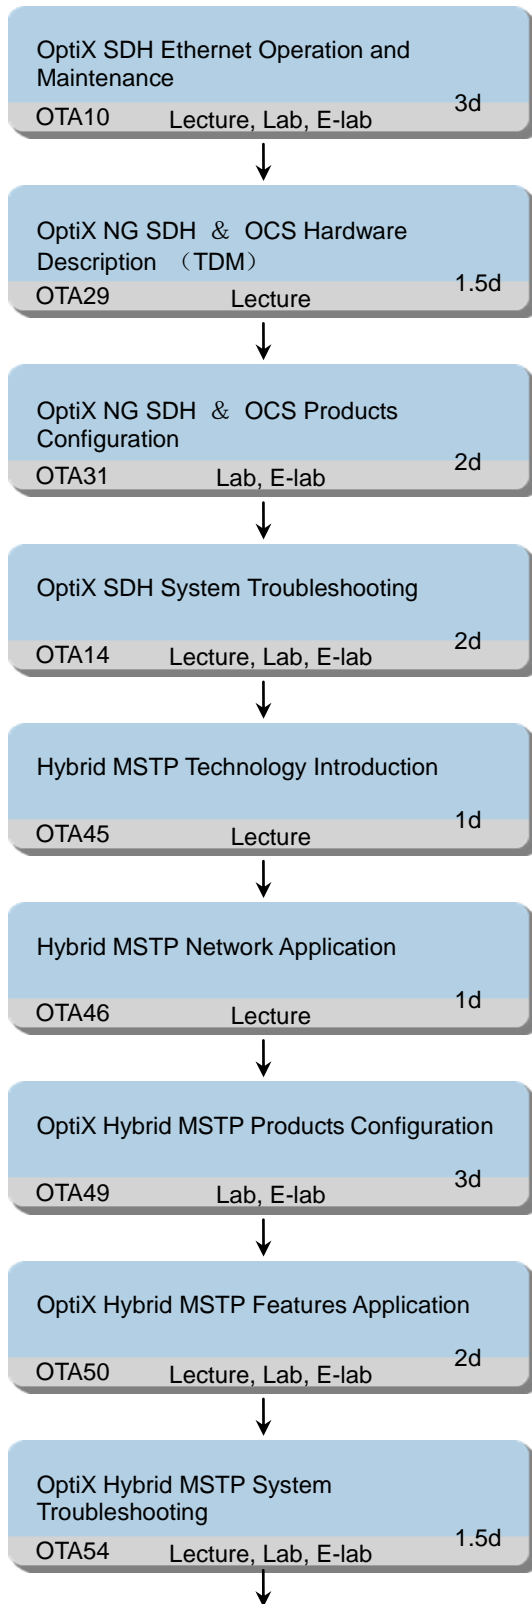 OptiX SDH Ethernet Operation and
Maintenance
3d
OTA10 Lecture, Lab, E-lab
OptiX NG SDH ＆ OCS Hardware
Description （TDM）
1.5d
OTA29 Lecture
OptiX NG SDH ＆ OCS Products
Configuration
2d
OTA31 Lab, E-lab
OptiX SDH System Troubleshooting
2d
OTA14 Lecture, Lab, E-lab
Hybrid MSTP Technology Introduction
1d
OTA45 Lecture
Hybrid MSTP Network Application
1d
OTA46 Lecture
OptiX Hybrid MSTP Products Configuration
3d
OTA49 Lab, E-lab
OptiX Hybrid MSTP Features Application
2d
OTA50 Lecture, Lab, E-lab
OptiX Hybrid MSTP System
Troubleshooting
1.5d
OTA54 Lecture, Lab, E-lab